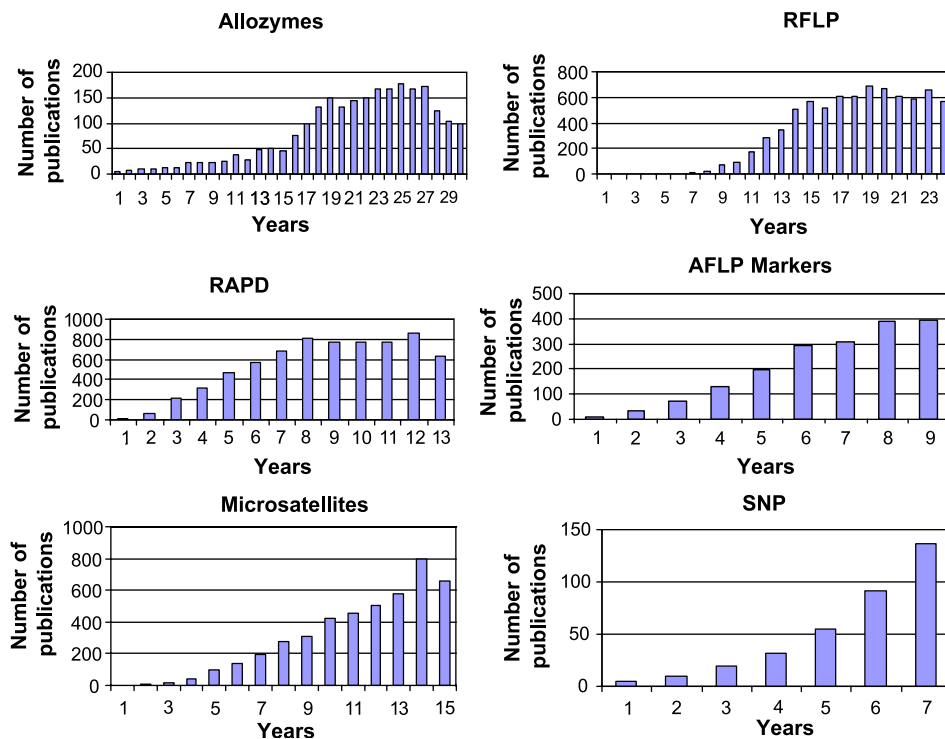 Allozymes
Number of
publications
200
150
100
50
0
1 3 5 7 9 11 13 15 17 19 21 23 25 27 29
Years
RFLP
Number of
publications
800
600
400
200
0
1 3 5 7 9 11 13 15 17 19 21 23
Years
RAPD
Number of
publications
1000
800
600
400
200
0
1 2 3 4 5 6 7 8 9 10 11 12 13
Years
AFLP Markers
Number of
publications
500
400
300
200
100
0
1 2 3 4 5 6 7 8 9
Years
Microsatellites
Number of
publications
1000
800
600
400
200
0
1 3 5 7 9 11 13 15
Years
SNP
Number of
publications
150
100
50
0
1 2 3 4 5 6 7
Years